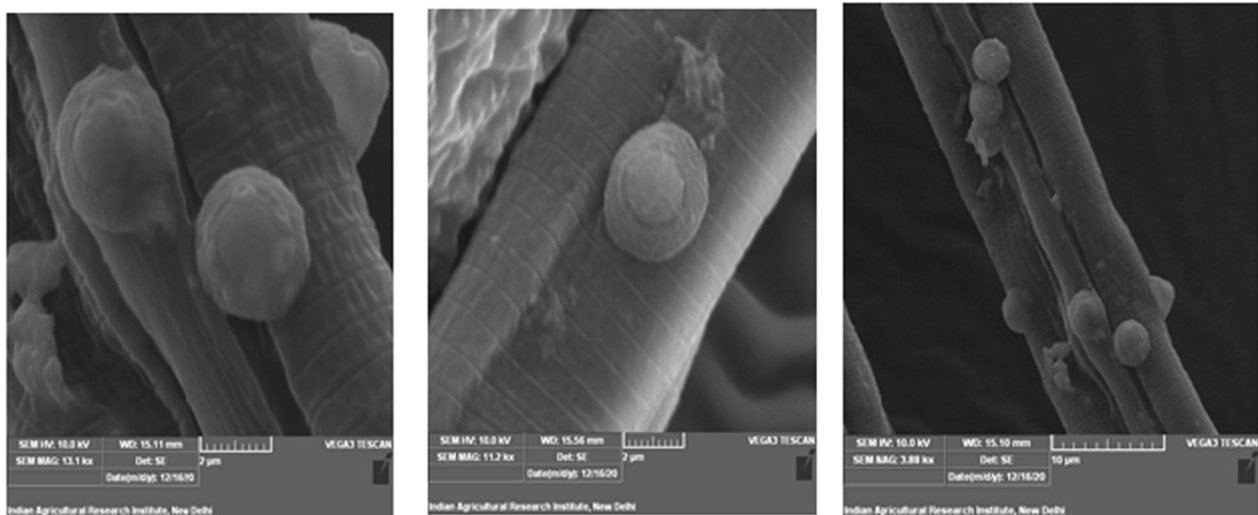 SEM HV: 10.0 kV WD: 15.11 mm VEGA3 TESCAN
SEM MAG: 13.1 kx Det: SE 2 µm
Date(m/d/y): 12/16/20
Indian Agricultural Research Institute, New Delhi
SEM HV: 10.0 kV WD: 15.56 mm VEGA3 TESCAN
SEM MAG: 11.2 kx Det: SE 2 µm
Date(m/d/y): 12/16/20
Indian Agricultural Research Institute, New Delhi
SEM HV: 10.0 kV WD: 15.10 mm VEGA3 TESCAN
SEM MAG: 3.88 kx Det: SE 10 µm
Date(m/d/y): 12/16/20
Indian Agricultural Research Institute, New Delhi